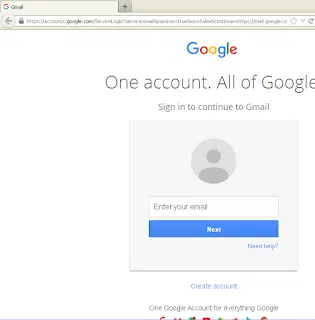 Gmail
https://accounts.google.com/ServiceLogin?service=mail&passive=true&rm=false&continue=https://mail.google.cc
Google
One account. All of Google
Sign in to continue to Gmail
Enter your email
Next
Need help?
Create account
One Google Account for everything Google